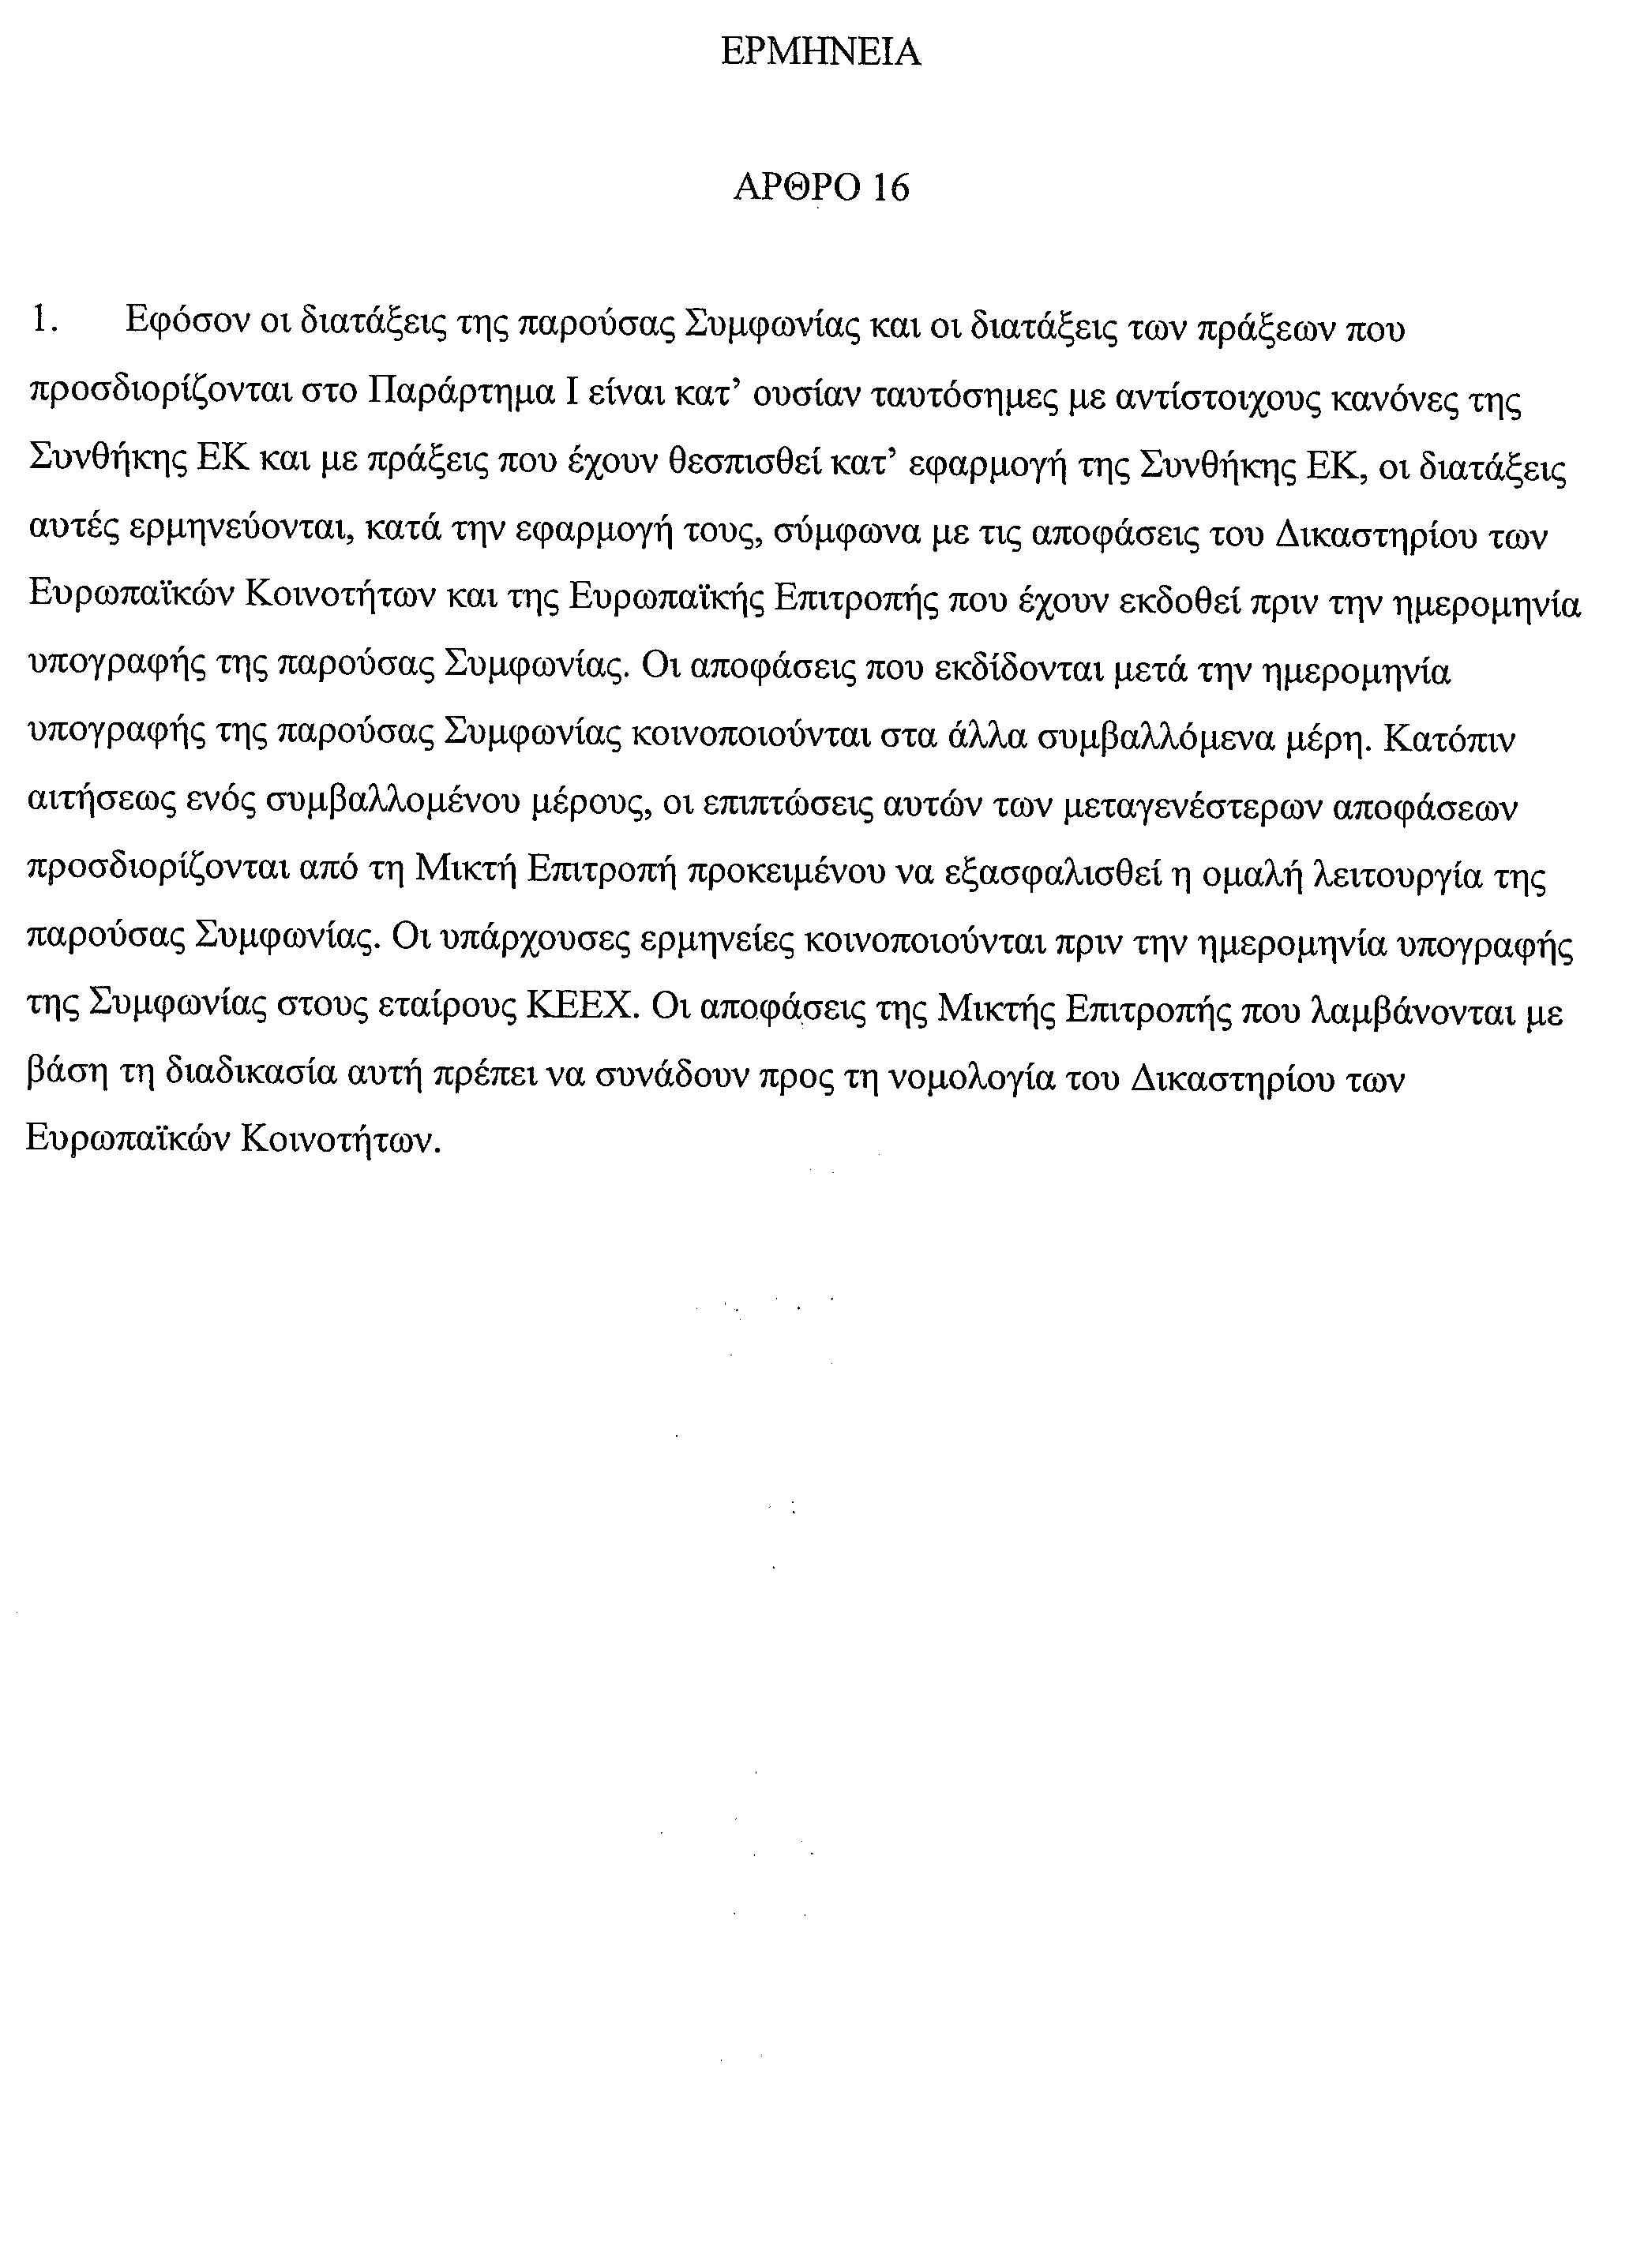 ΕΡΜΗΝΕΙΑ
ΑΡΘΡΟ 16
1. Εφόσον οι διατάξεις της παρούσας Συμφωνίας και οι διατάξεις των πράξεων που
προσδιορίζονται στο Παράρτημα Ι είναι κατ’ ουσίαν ταυτόσημες με αντίστοιχους κανόνες της
Συνθήκης ΕΚ και με πράξεις που έχουν θεσπισθεί κατ’ εφαρμογή της Συνθήκης ΕΚ, οι διατάξεις
αυτές ερμηνεύονται, κατά την εφαρμογή τους, σύμφωνα με τις αποφάσεις του Δικαστηρίου των
Ευρωπαϊκών Κοινοτήτων και της Ευρωπαϊκής Επιτροπής που έχουν εκδοθεί πριν την ημερομηνία
υπογραφής της παρούσας Συμφωνίας. Οι αποφάσεις που εκδίδονται μετά την ημερομηνία
υπογραφής της παρούσας Συμφωνίας κοινοποιούνται στα άλλα συμβαλλόμενα μέρη. Κατόπιν
αιτήσεως ενός συμβαλλομένου μέρους, οι επιπτώσεις αυτών των μεταγενέστερων αποφάσεων
προσδιορίζονται από τη Μικτή Επιτροπή προκειμένου να εξασφαλισθεί η ομαλή λειτουργία της
παρούσας Συμφωνίας. Οι υπάρχουσες ερμηνείες κοινοποιούνται πριν την ημερομηνία υπογραφής
της Συμφωνίας στους εταίρους ΚΕΕΧ. Οι αποφάσεις της Μικτής Επιτροπής που λαμβάνονται με
βάση τη διαδικασία αυτή πρέπει να συνάδουν προς τη νομολογία του Δικαστηρίου των
Ευρωπαϊκών Κοινοτήτων.